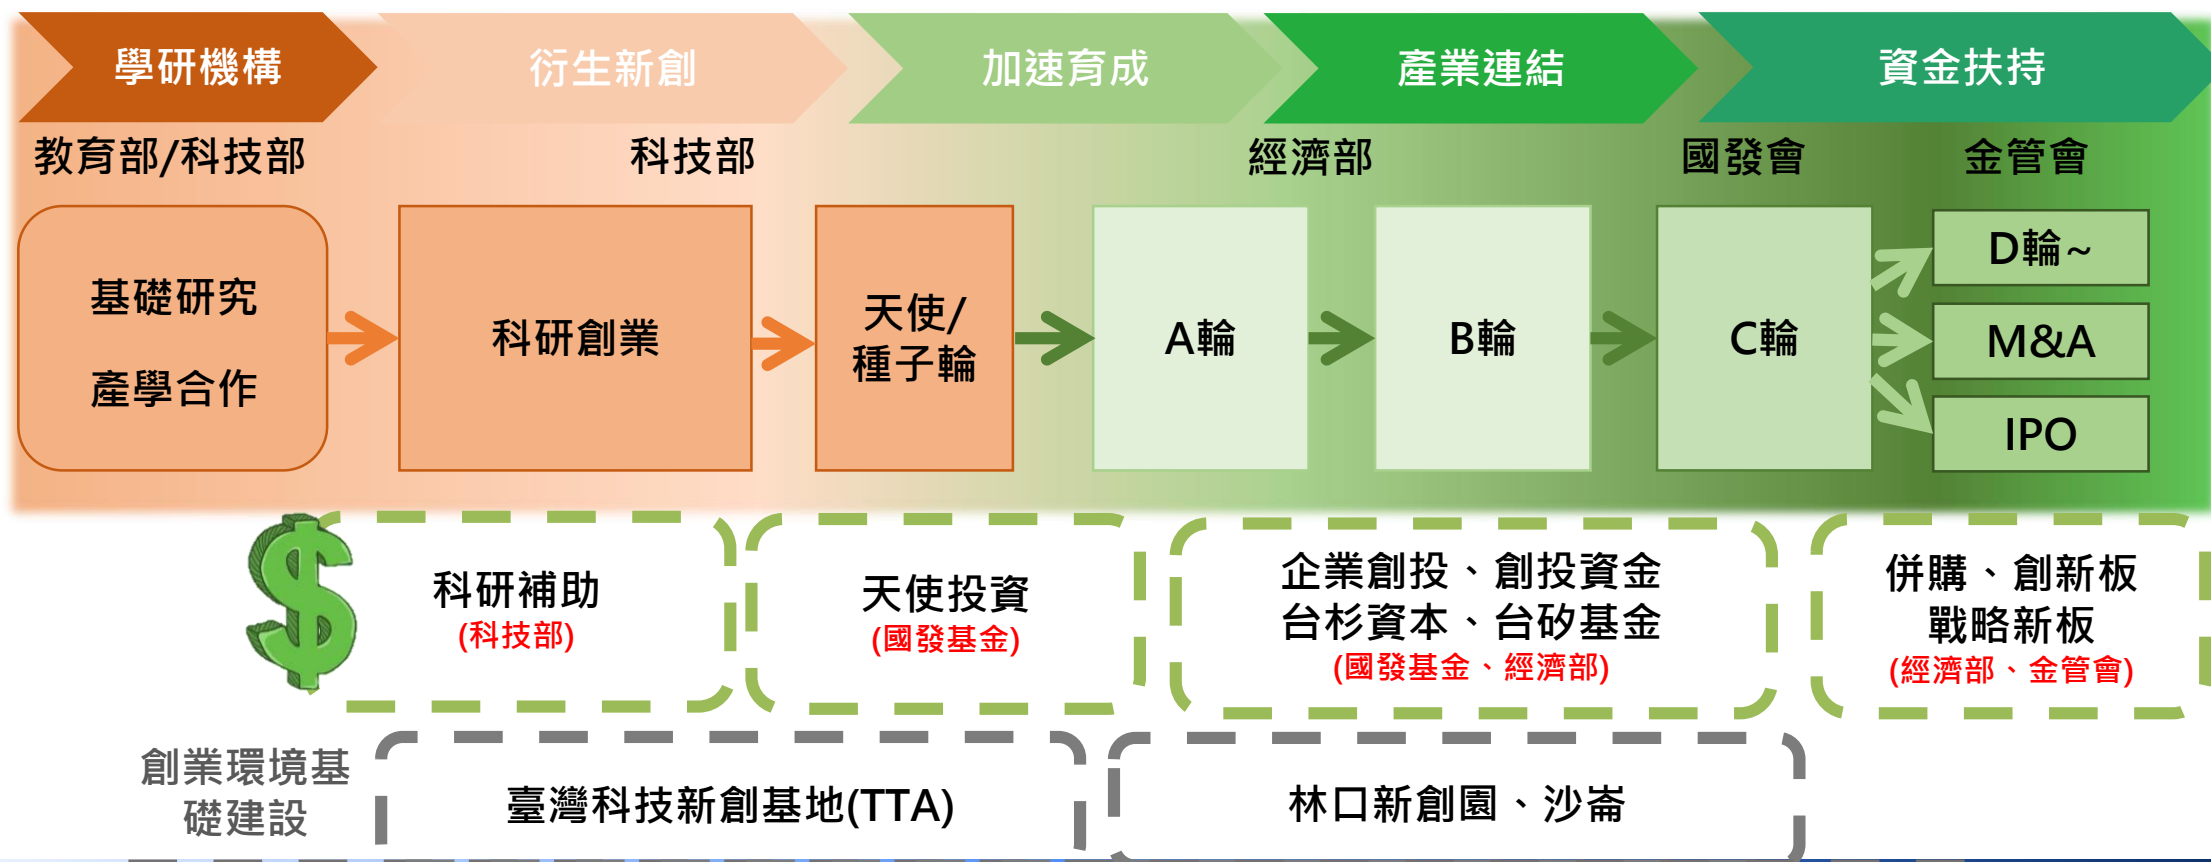 學研機構
衍生新創
加速育成
產業連結
資金扶持
教育部/科技部
科技部
經濟部
國發會
金管會
基礎研究
產學合作
科研創業
天使/
種子輪
A輪
B輪
C輪
D輪~
M&A
IPO
科研補助
(科技部)
天使投資
(國發基金)
企業創投、創投資金
台杉資本、台矽基金
(國發基金、經濟部)
併購、創新板
戰略新板
(經濟部、金管會)
創業環境基
礎建設
臺灣科技新創基地(TTA)
林口新創園、沙崙